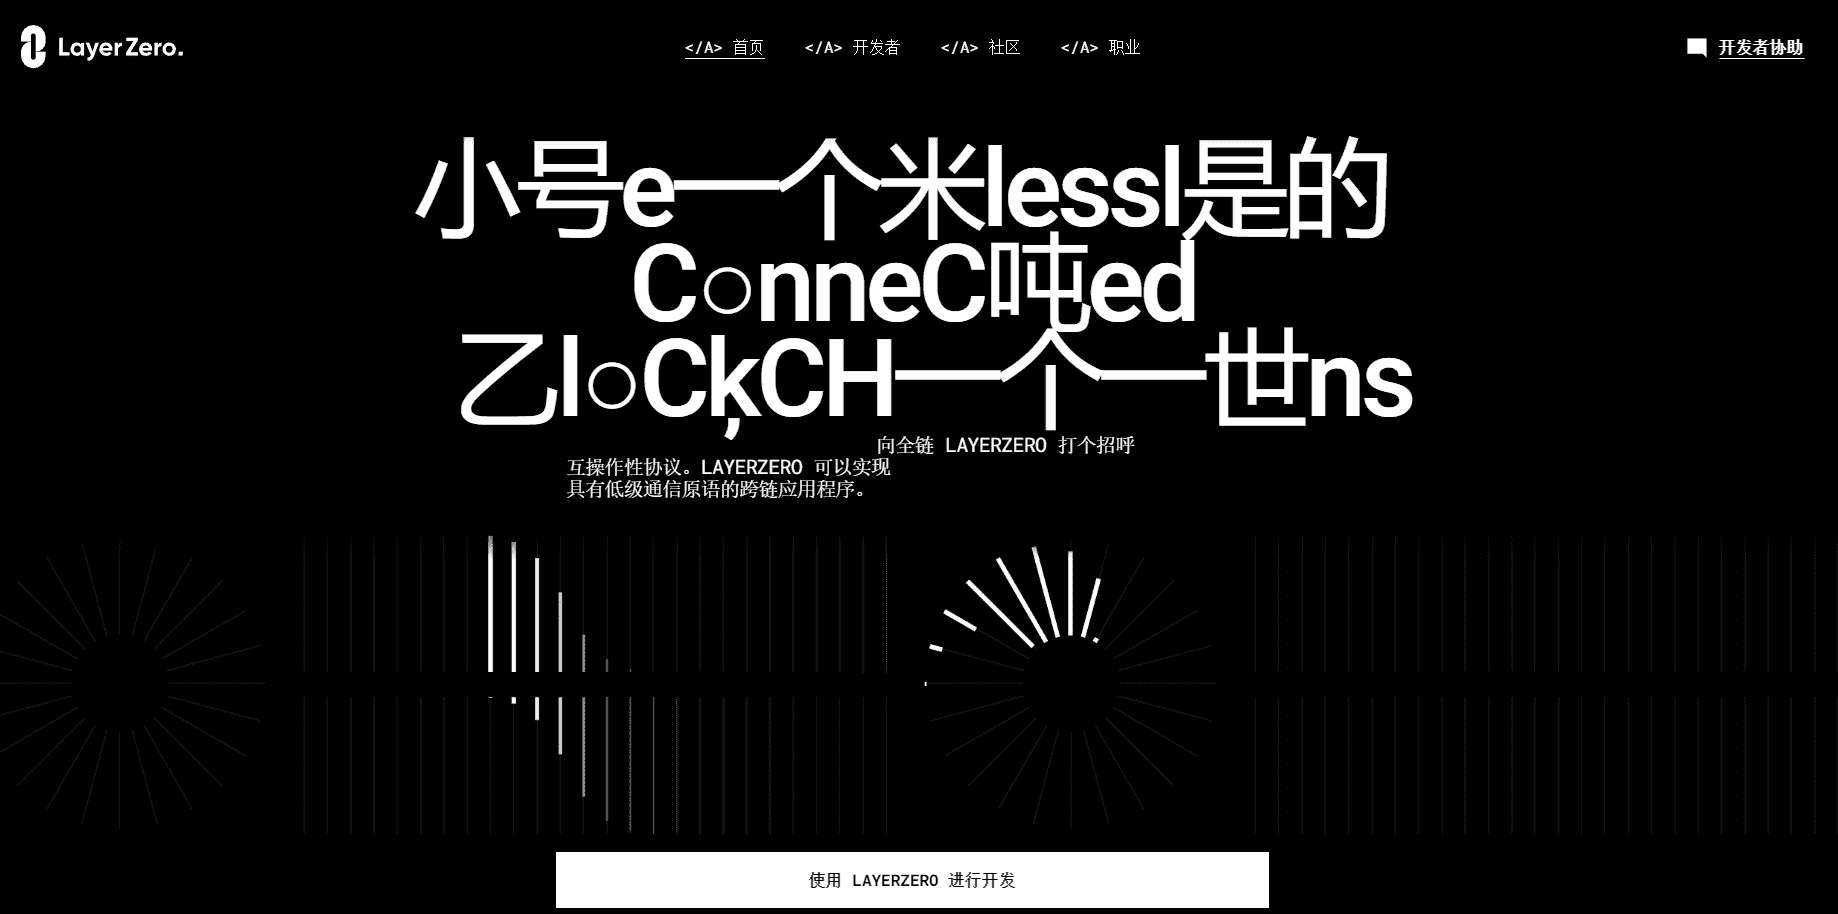 LayerZero.
</A> 首页 </A> 开发者 </A> 社区 </A> 职业
开发者协助
小号e一个米lessl是的
C○nneC吨ed
乙l○CķCH一个一世ns
向全链 LAYERZERO 打个招呼
互操作性协议。LAYERZERO 可以实现
具有低级通信原语的跨链应用程序。
使用 LAYERZERO 进行开发